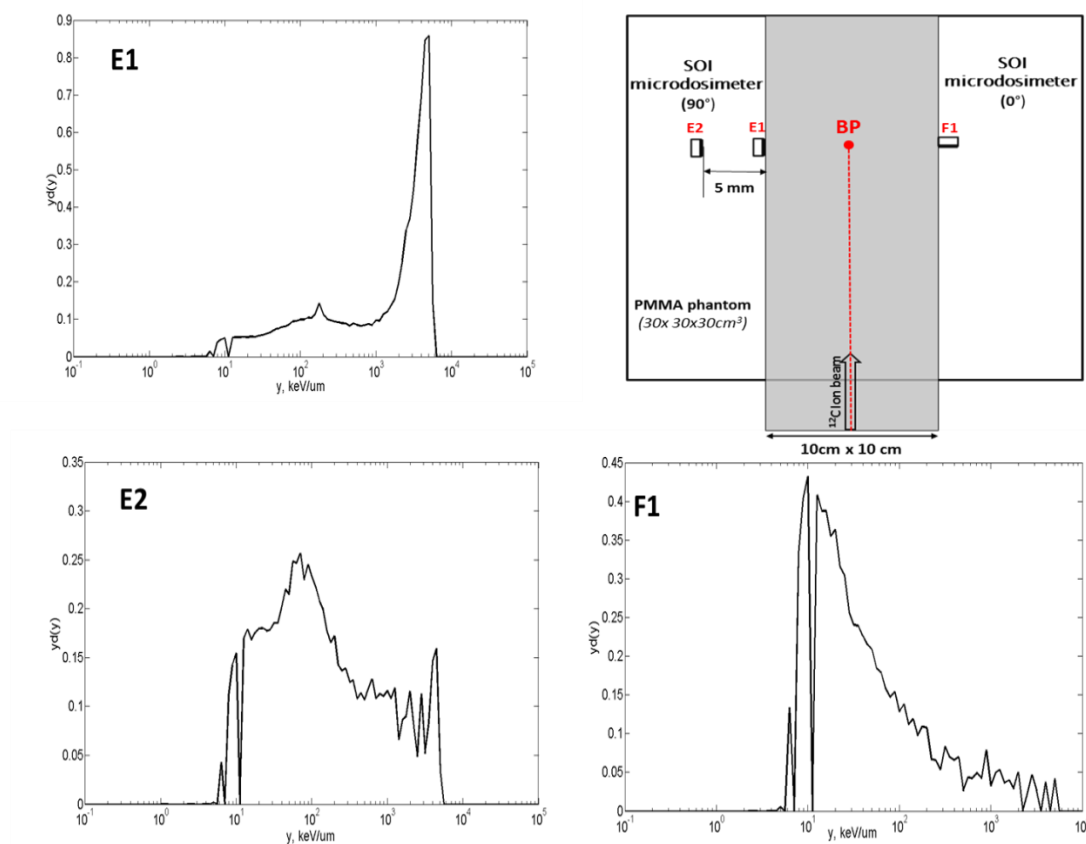 E1
0.9
0.8
0.7
0.6
0.5
0.4
0.3
0.2
0.1
0
yd(y)
10⁻¹ 10⁰ 10¹ 10² 10³ 10⁴ 10⁵
y, keV/um
SOI
microdosimeter
(90°)
SOI
microdosimeter
(0°)
E2 E1 BP F1
5 mm
PMMA phantom
(30x 30x30cm³)
¹²C Ion beam
10cm x 10 cm
E2
0.35
0.3
0.25
0.2
0.15
0.1
0.05
0
yd(y)
10⁻¹ 10⁰ 10¹ 10² 10³ 10⁴ 10⁵
y, keV/um
F1
0.45
0.4
0.35
0.3
0.25
0.2
0.15
0.1
0.05
0
yd(y)
10⁻¹ 10⁰ 10¹ 10² 10³ 10
y, keV/um